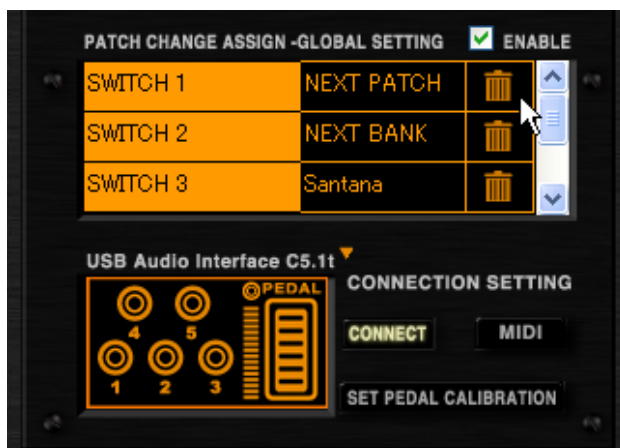 PATCH CHANGE ASSIGN -GLOBAL SETTING ENABLE
SWITCH 1 NEXT PATCH
SWITCH 2 NEXT BANK
SWITCH 3 Santana
USB Audio Interface C5.1t
PEDAL
CONNECTION SETTING
4 5
CONNECT MIDI
1 2 3
SET PEDAL CALIBRATION